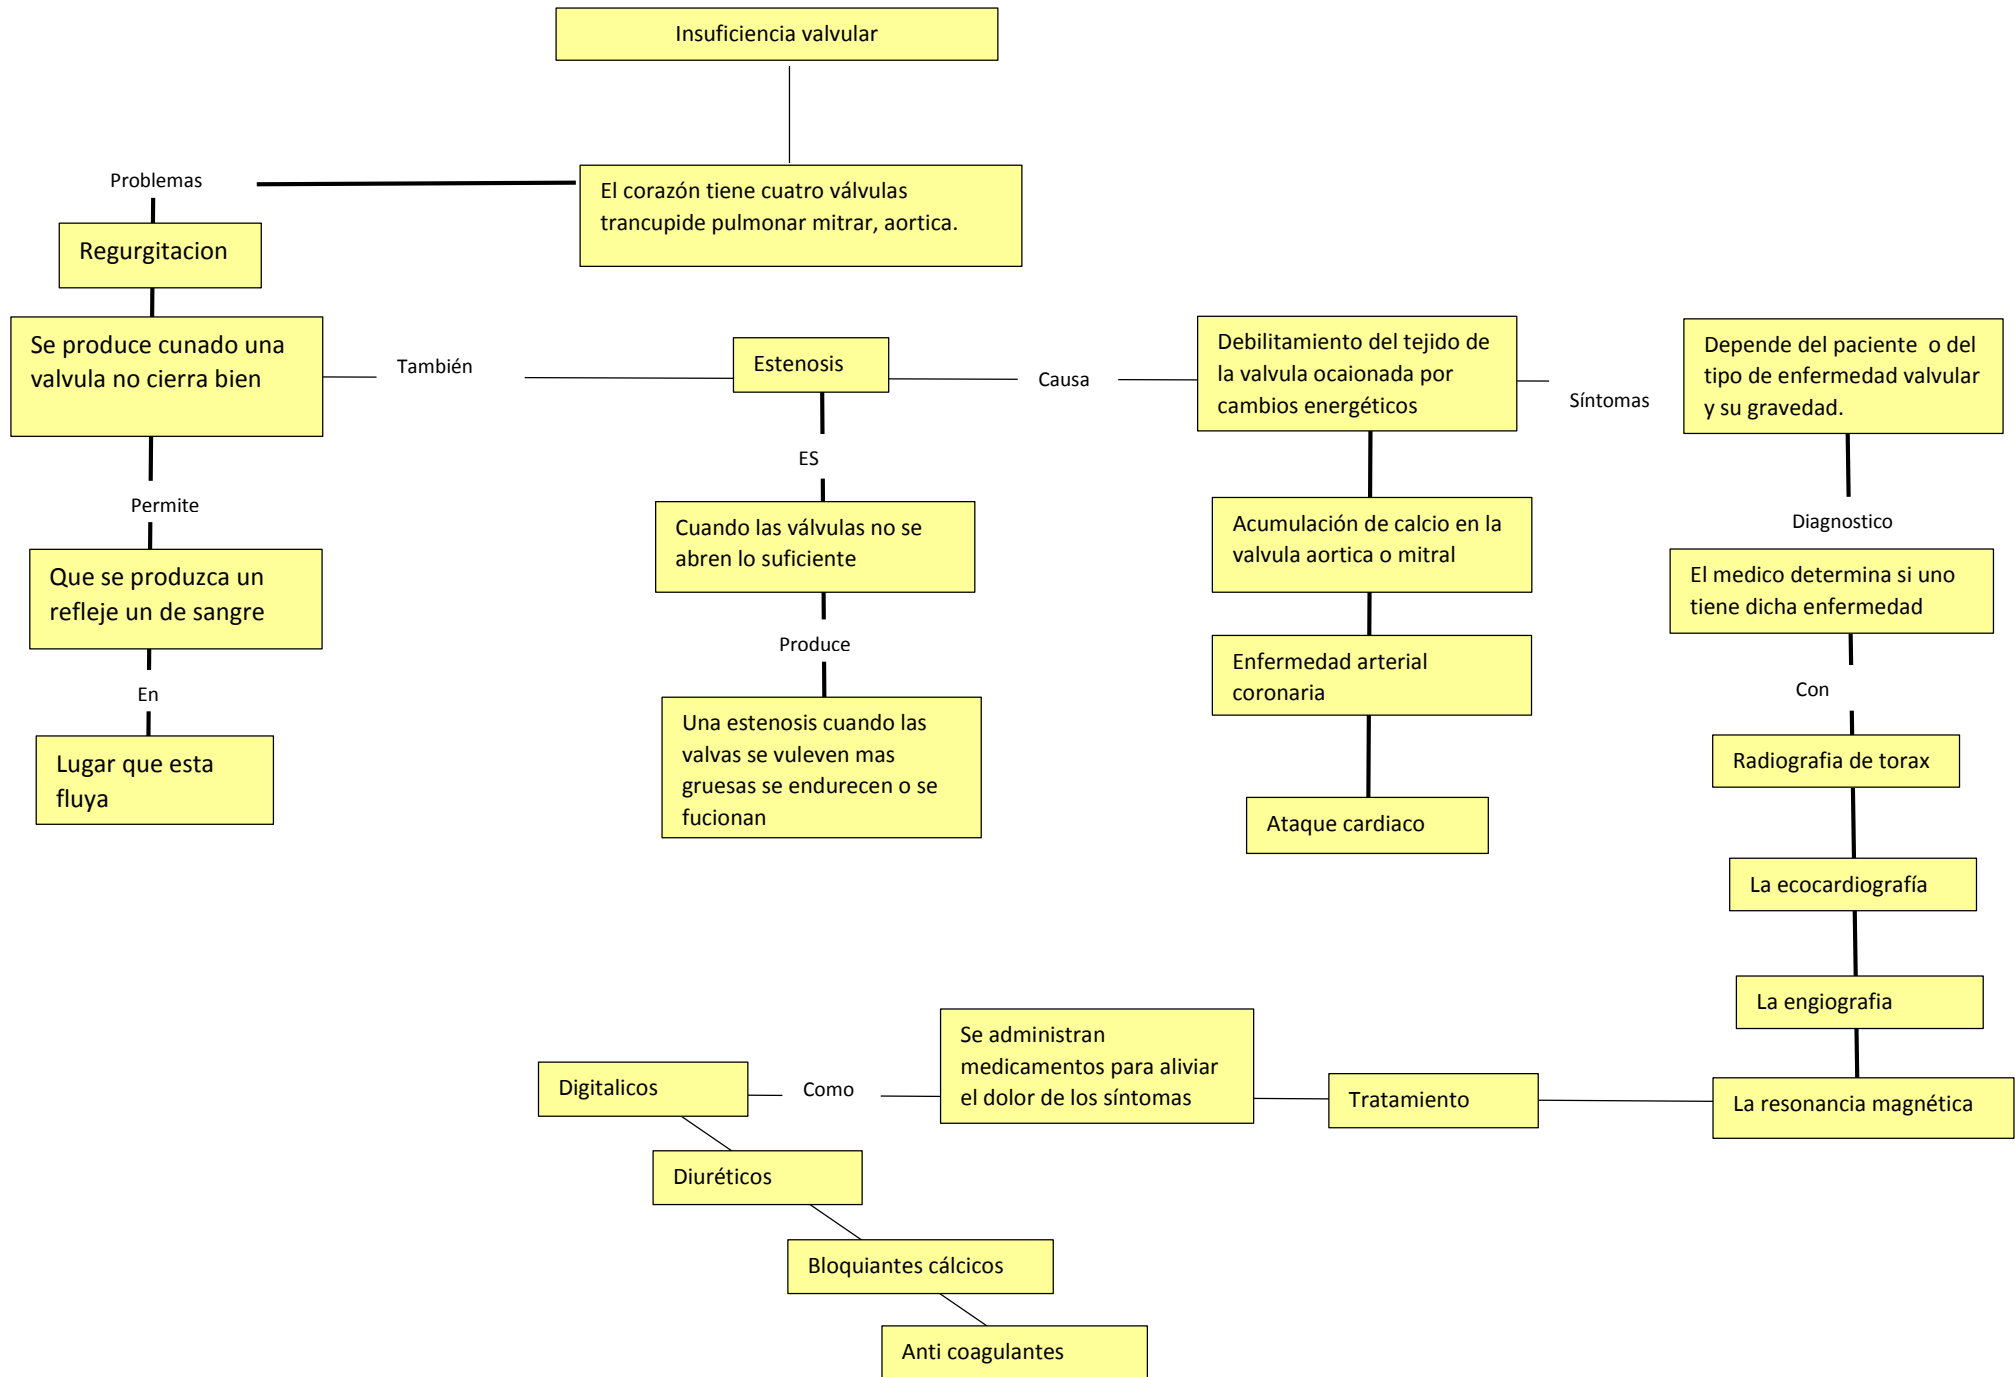 Insuficiencia valvular
Problemas
El corazón tiene cuatro válvulas
trancupide pulmonar mitrar, aortica.
Regurgitacion
Se produce cunado una
valvula no cierra bien
También
Estenosis
Causa
Debilitamiento del tejido de
la valvula ocaionada por
cambios energéticos
Síntomas
Depende del paciente o del
tipo de enfermedad valvular
y su gravedad.
Permite
Que se produzca un
refleje un de sangre
En
Lugar que esta
fluya
ES
Cuando las válvulas no se
abren lo suficiente
Produce
Una estenosis cuando las
valvas se vuleven mas
gruesas se endurecen o se
fucionan
Acumulación de calcio en la
valvula aortica o mitral
Enfermedad arterial
coronaria
Ataque cardiaco
Diagnostico
El medico determina si uno
tiene dicha enfermedad
Con
Radiografia de torax
La ecocardiografía
La engiografia
La resonancia magnética
Tratamiento
Se administran
medicamentos para aliviar
el dolor de los síntomas
Como
Digitalicos
Diuréticos
Bloquiantes cálcicos
Anti coagulantes